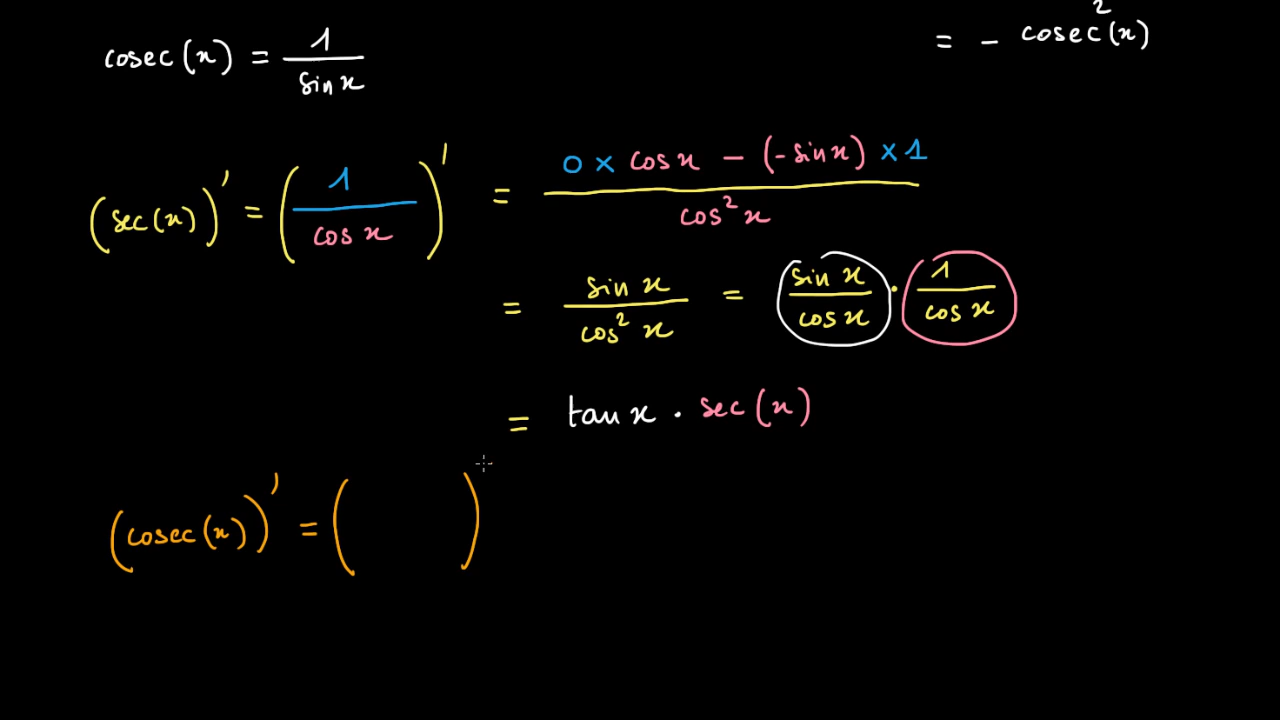 cosec(x) = 1/sin x
= - cosec²(x)
(sec(x))' = (1/cos x)' = (0 × cos x - (-sin x) × 1)/cos² x
= sin x/cos² x = sin x/cos x · 1/cos x
= tan x · sec(x)
(cosec(x))' = ( )